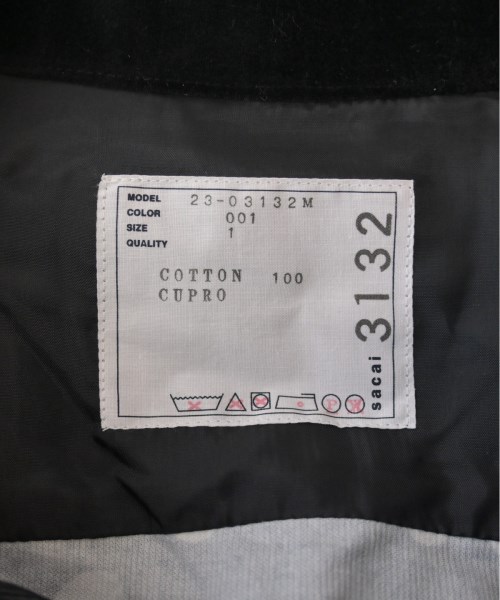 MODEL 23-03132M
COLOR 001
SIZE 1
QUALITY
COTTON 100
CUPRO
P W
sacai 3132